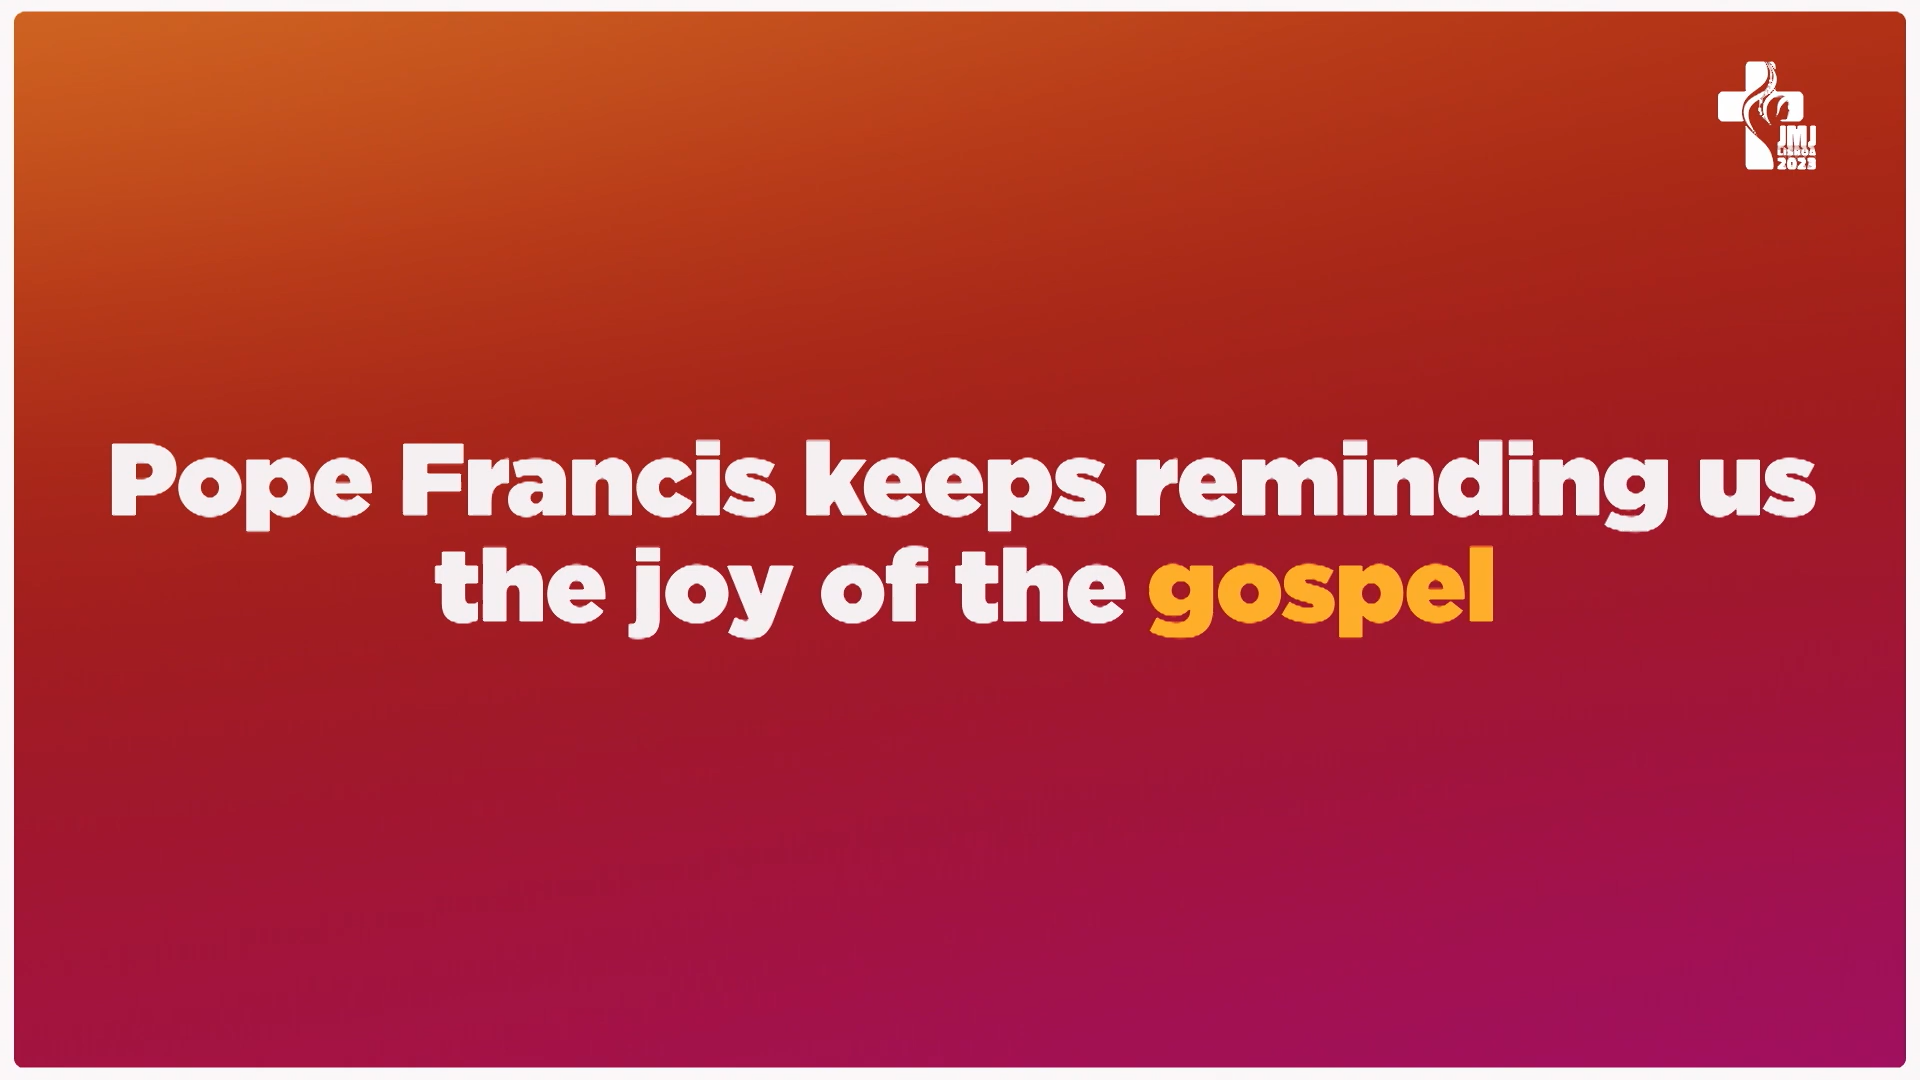 JMJ
LISBOA
2023
Pope Francis keeps reminding us
the joy of the gospel